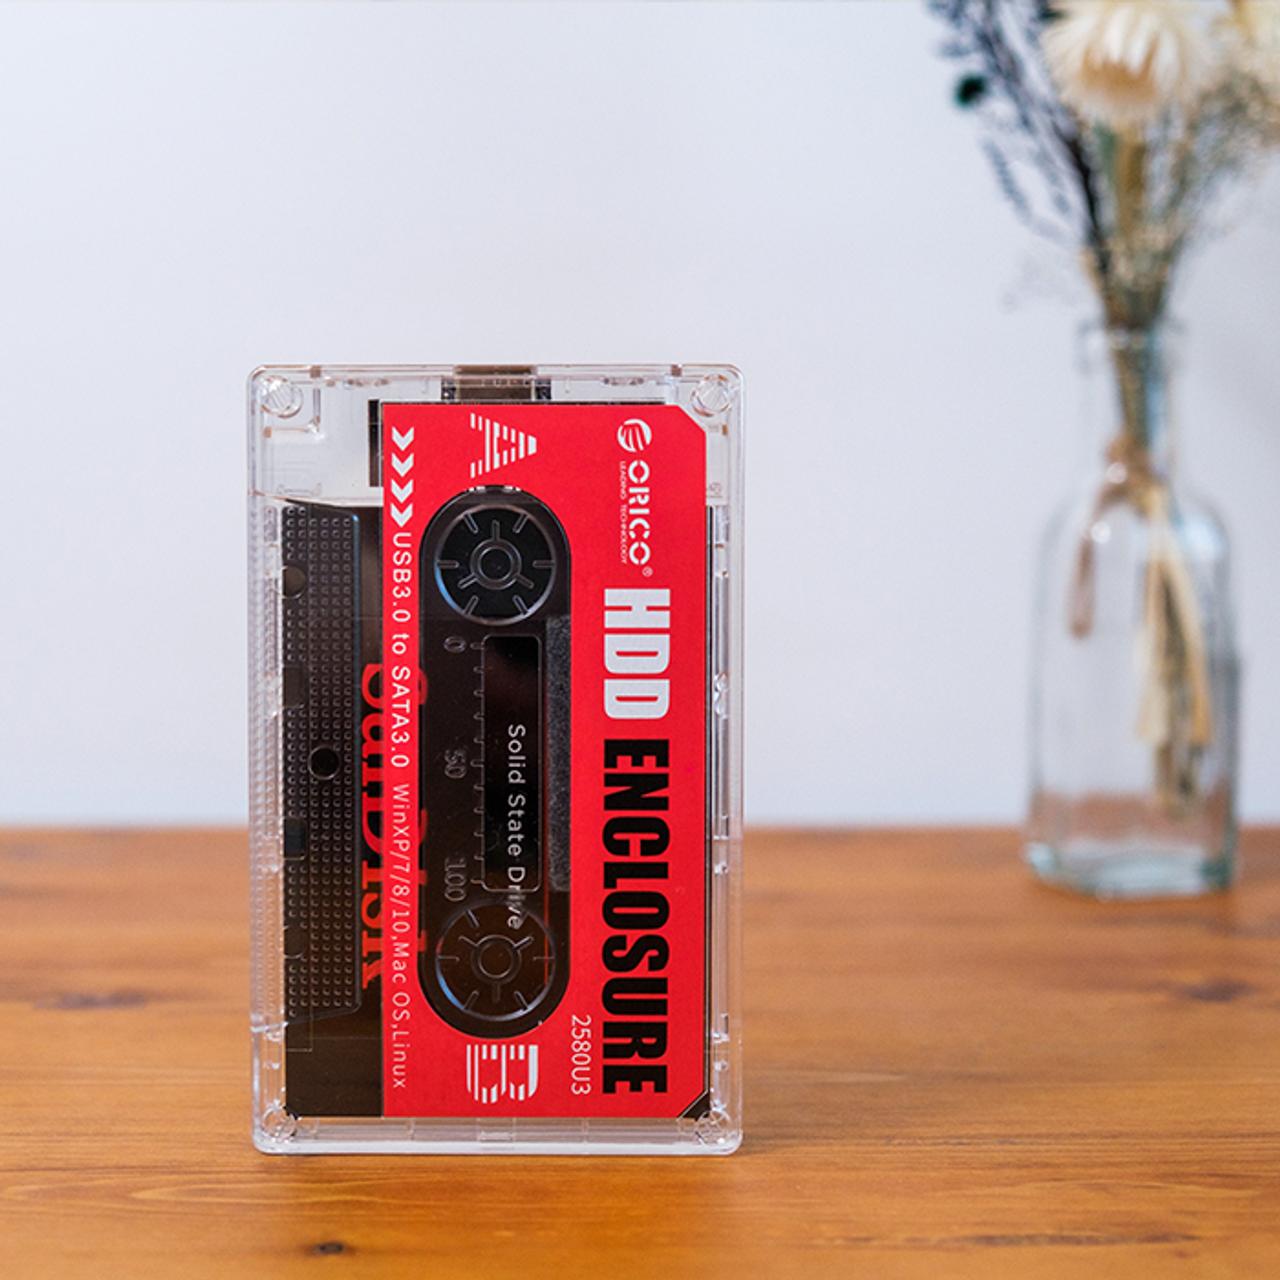 ORICO®
LEADING TECHNOLOGY
HDD ENCLOSURE
2580U3
A
B
Solid State Drive
0 50 100
USB3.0 to SATA3.0 WinXP/7/8/10,Mac OS,Linux
SanDisk